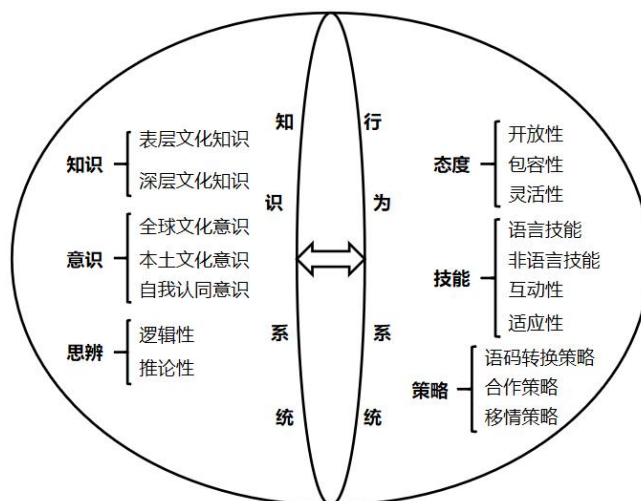 知识系统
行为系统
知识
表层文化知识
深层文化知识
意识
全球文化意识
本土文化意识
自我认同意识
思辨
逻辑性
推论性
态度
开放性
包容性
灵活性
技能
语言技能
非语言技能
互动性
适应性
策略
语码转换策略
合作策略
移情策略